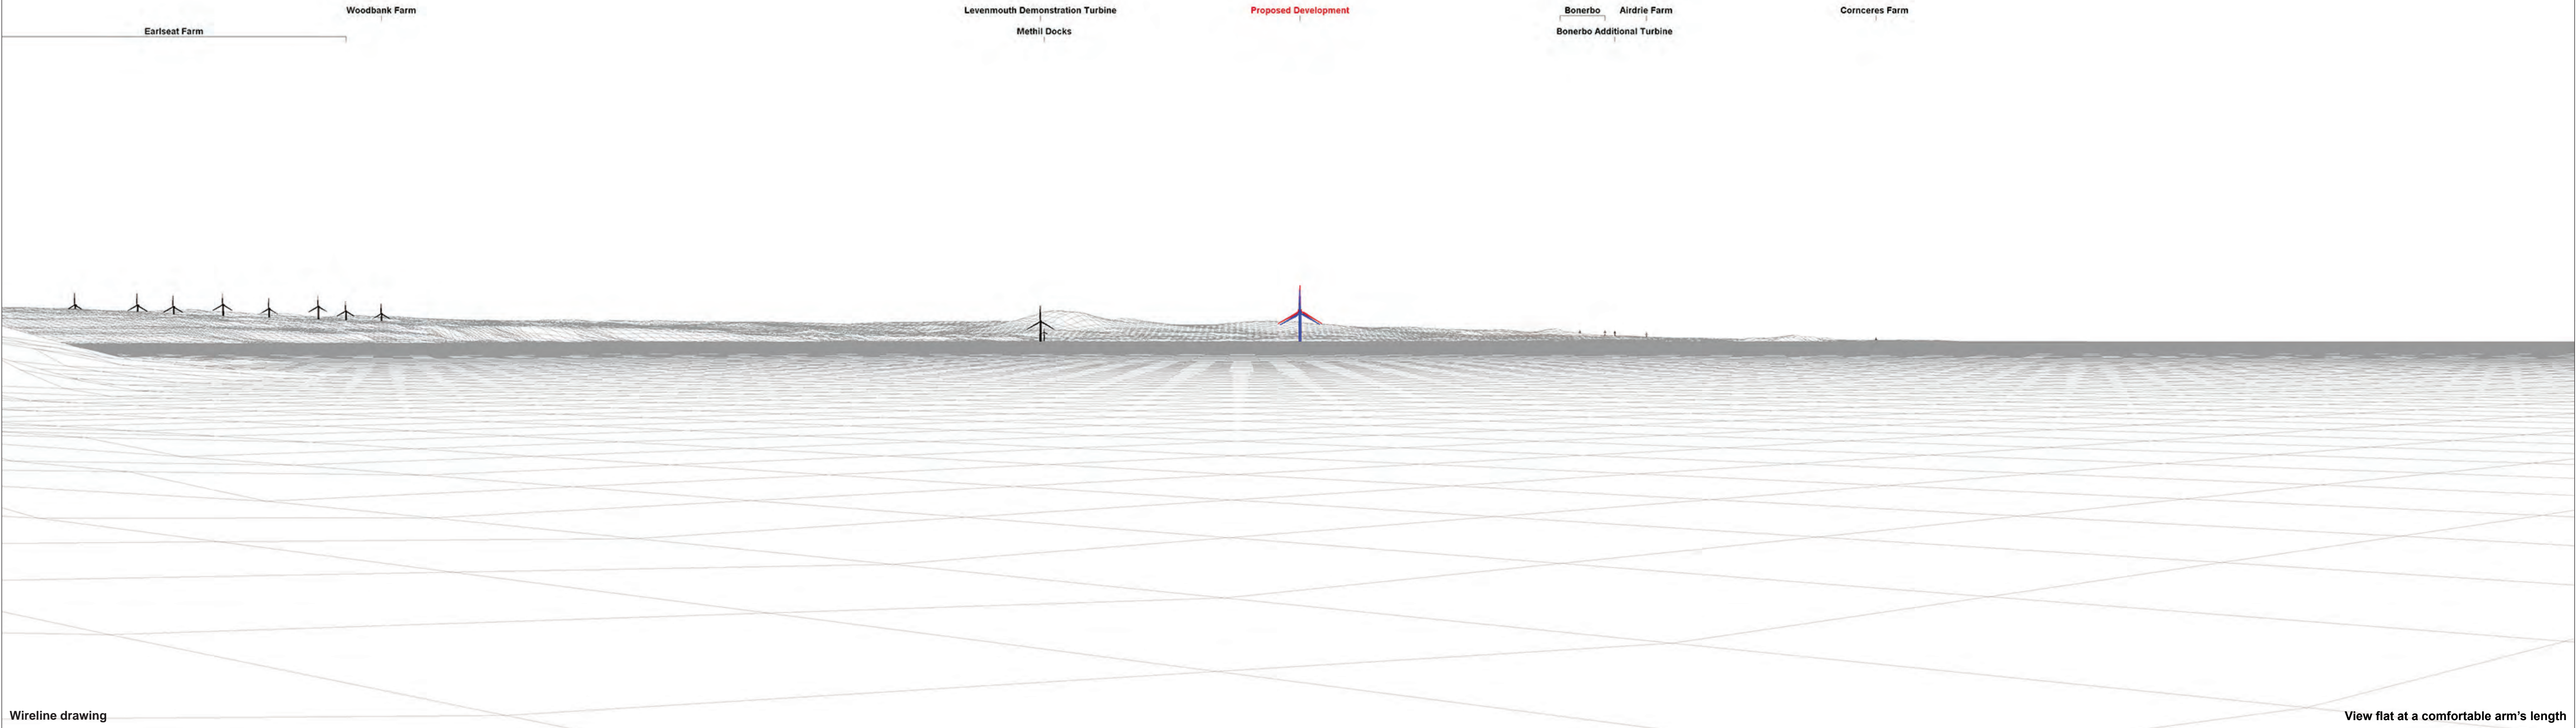 Woodbank Farm
Levenmouth Demonstration Turbine
Proposed Development
Bonerbo
Airdrie Farm
Cornceres Farm
Earlseat Farm
Methil Docks
Bonerbo Additional Turbine
Wireline drawing
View flat at a comfortable arm's length